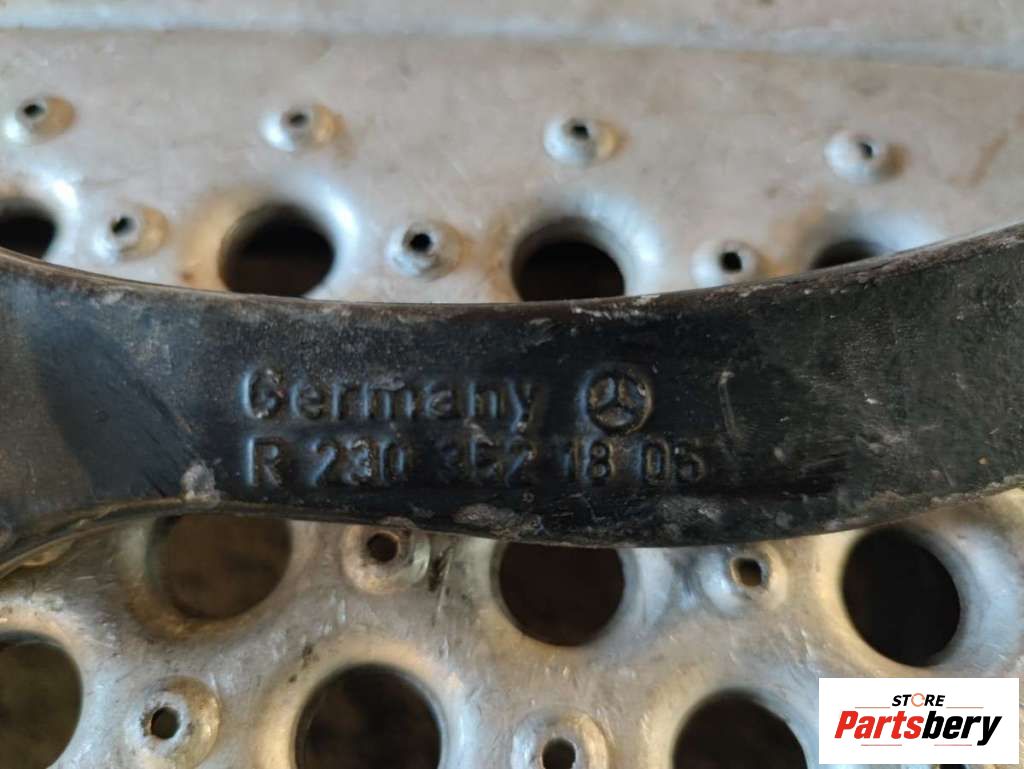 Germany
R 230 352 18 05
STORE
Partsbery